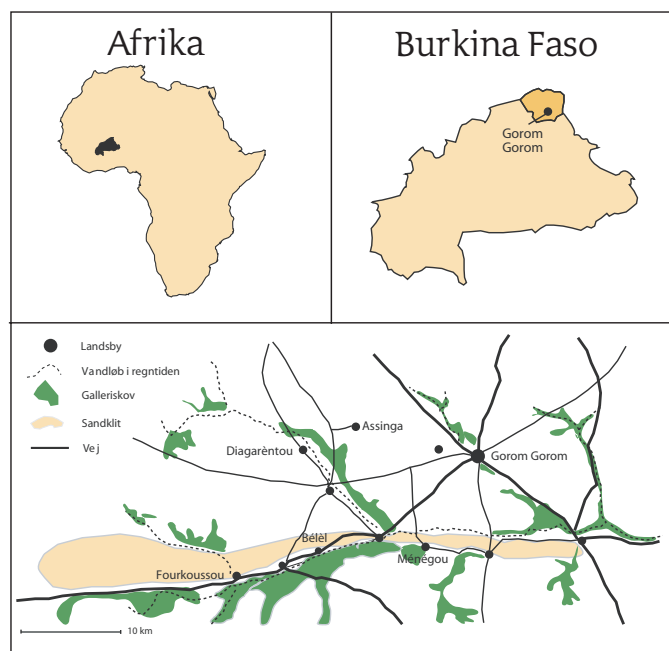 Afrika
Burkina Faso
Gorom
Gorom
Landsby
Vandløb i regntiden
Galleriskov
Sandklit
Vej
Assinga
Diagarèntou
Gorom Gorom
Bélèl
Ménégou
Fourkoussou
10 km